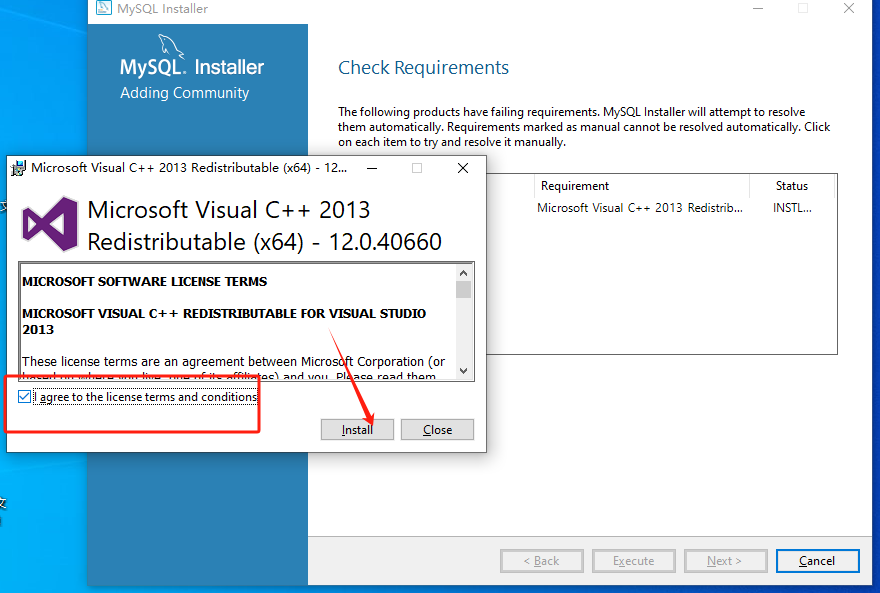 MySQL Installer
MySQL. Installer
Adding Community
Check Requirements
The following products have failing requirements. MySQL Installer will attempt to resolve
them automatically. Requirements marked as manual cannot be resolved automatically. Click
on each item to try and resolve it manually.
Requirement Status
Microsoft Visual C++ 2013 Redistrib... INSTL...
Microsoft Visual C++ 2013 Redistributable (x64) - 12...
Microsoft Visual C++ 2013
Redistributable (x64) - 12.0.40660
MICROSOFT SOFTWARE LICENSE TERMS
MICROSOFT VISUAL C++ REDISTRIBUTABLE FOR VISUAL STUDIO
2013
These license terms are an agreement between Microsoft Corporation (or
based on where you live, one of its affiliates) and you. Please read them.
I agree to the license terms and conditions
Install Close
< Back Execute Next > Cancel